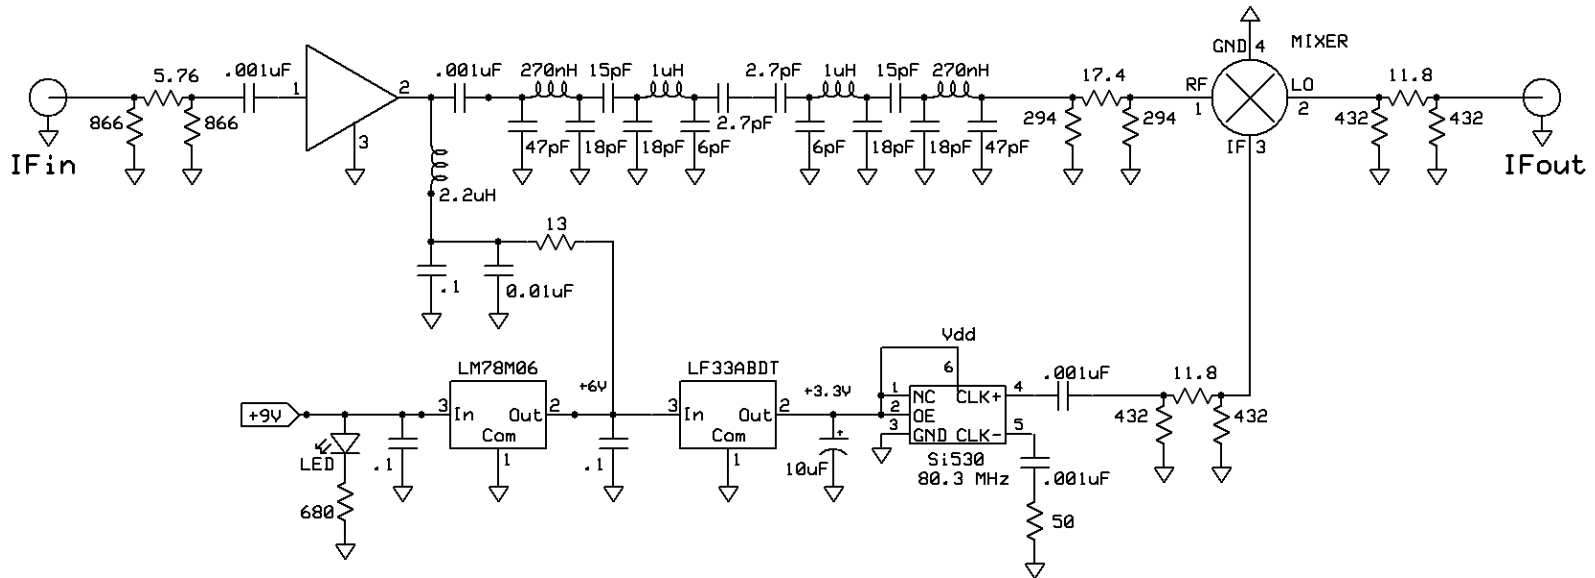 GND 4 MIXER
.001uF 2 .001uF 270nH 15pF 1uH 2.7pF 1uH 15pF 270nH
5.76 17.4 11.8
1 RF LO
1 2
866 866 2.7pF 294 294 432 432
3 47pF 18pF 18pF 6pF 6pF 18pF 18pF 47pF IF 3
IFin IFout
2.2uH
13
.1 0.01uF
Vdd
LM78M06 LF33ABDT 6 .001uF
+6V +3.3V 1 NC CLK+ 4 11.8
+9V 3 In Out 2 3 In Out 2 2 OE 432 432
Com Com 3 GND CLK- 5
LED .1 1 .1 1 10uF Si530 .001uF
80.3 MHz
680 50